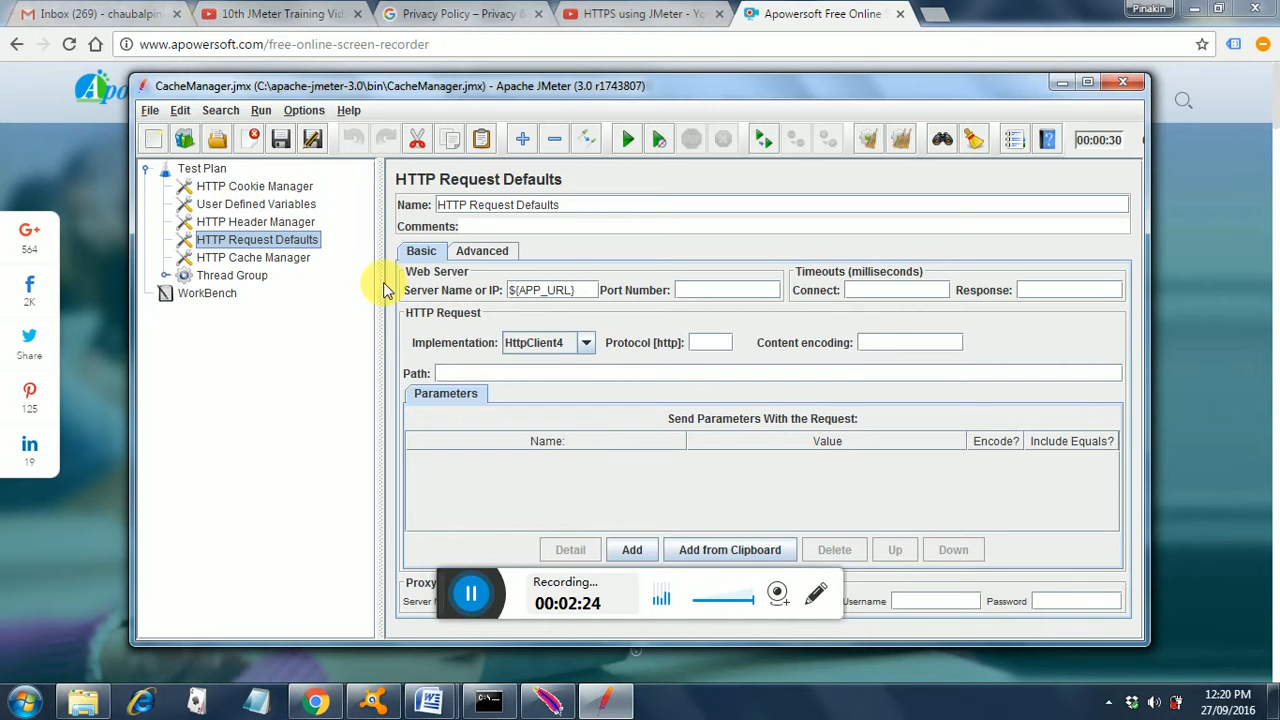 Inbox (269) - chaubalpin
10th JMeter Training Vide
Privacy Policy – Privacy &
HTTPS using JMeter - Yo
Apowersoft Free Online
Pinakin
www.apowersoft.com/free-online-screen-recorder
CacheManager.jmx (C:\apache-jmeter-3.0\bin\CacheManager.jmx) - Apache JMeter (3.0 r1743807)
File Edit Search Run Options Help
00:00:30
Test Plan
HTTP Cookie Manager
User Defined Variables
HTTP Header Manager
HTTP Request Defaults
HTTP Cache Manager
Thread Group
WorkBench
HTTP Request Defaults
Name: HTTP Request Defaults
Comments:
Basic Advanced
Web Server
Server Name or IP: ${APP_URL} Port Number:
Timeouts (milliseconds)
Connect: Response:
HTTP Request
Implementation: HttpClient4 Protocol [http]: Content encoding:
Path:
Parameters
Send Parameters With the Request:
Name: Value Encode? Include Equals?
Detail Add Add from Clipboard Delete Up Down
Proxy
Username Password
Recording...
00:02:24
G+
564
2K
Share
125
19
12:20 PM
27/09/2016